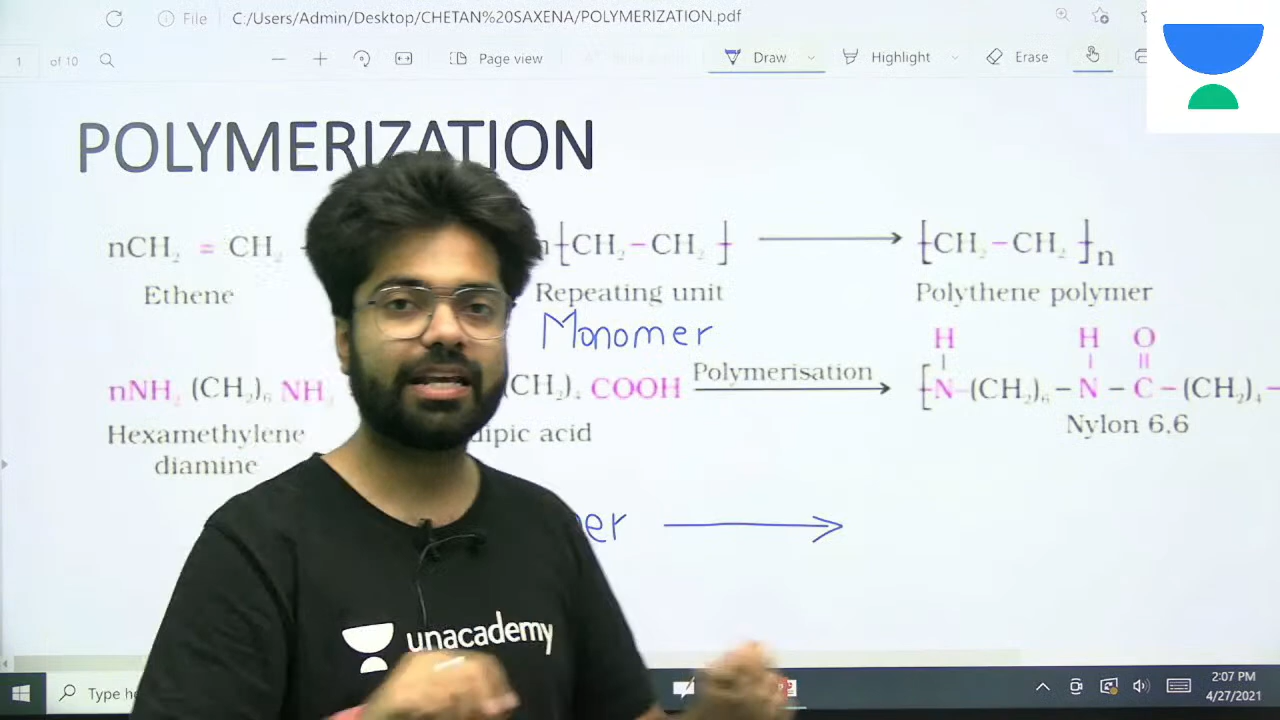 File C:/Users/Admin/Desktop/CHETAN%20SAXENA/POLYMERIZATION.pdf
1 of 10 Page view Draw Highlight Erase
POLYMERIZATION
nCH₂ = CH₂ [CH₂–CH₂] [CH₂–CH₂]n
Ethene Repeating unit Polythene polymer
Monomer
H H O
nNH₂ (CH₂)₆ NH₂ (CH₂)₄ COOH Polymerisation [N–(CH₂)₆–N–C–(CH₂)₄–
Hexamethylene diamine Nylon 6,6
acid
unacademy
Type
2:07 PM
4/27/2021